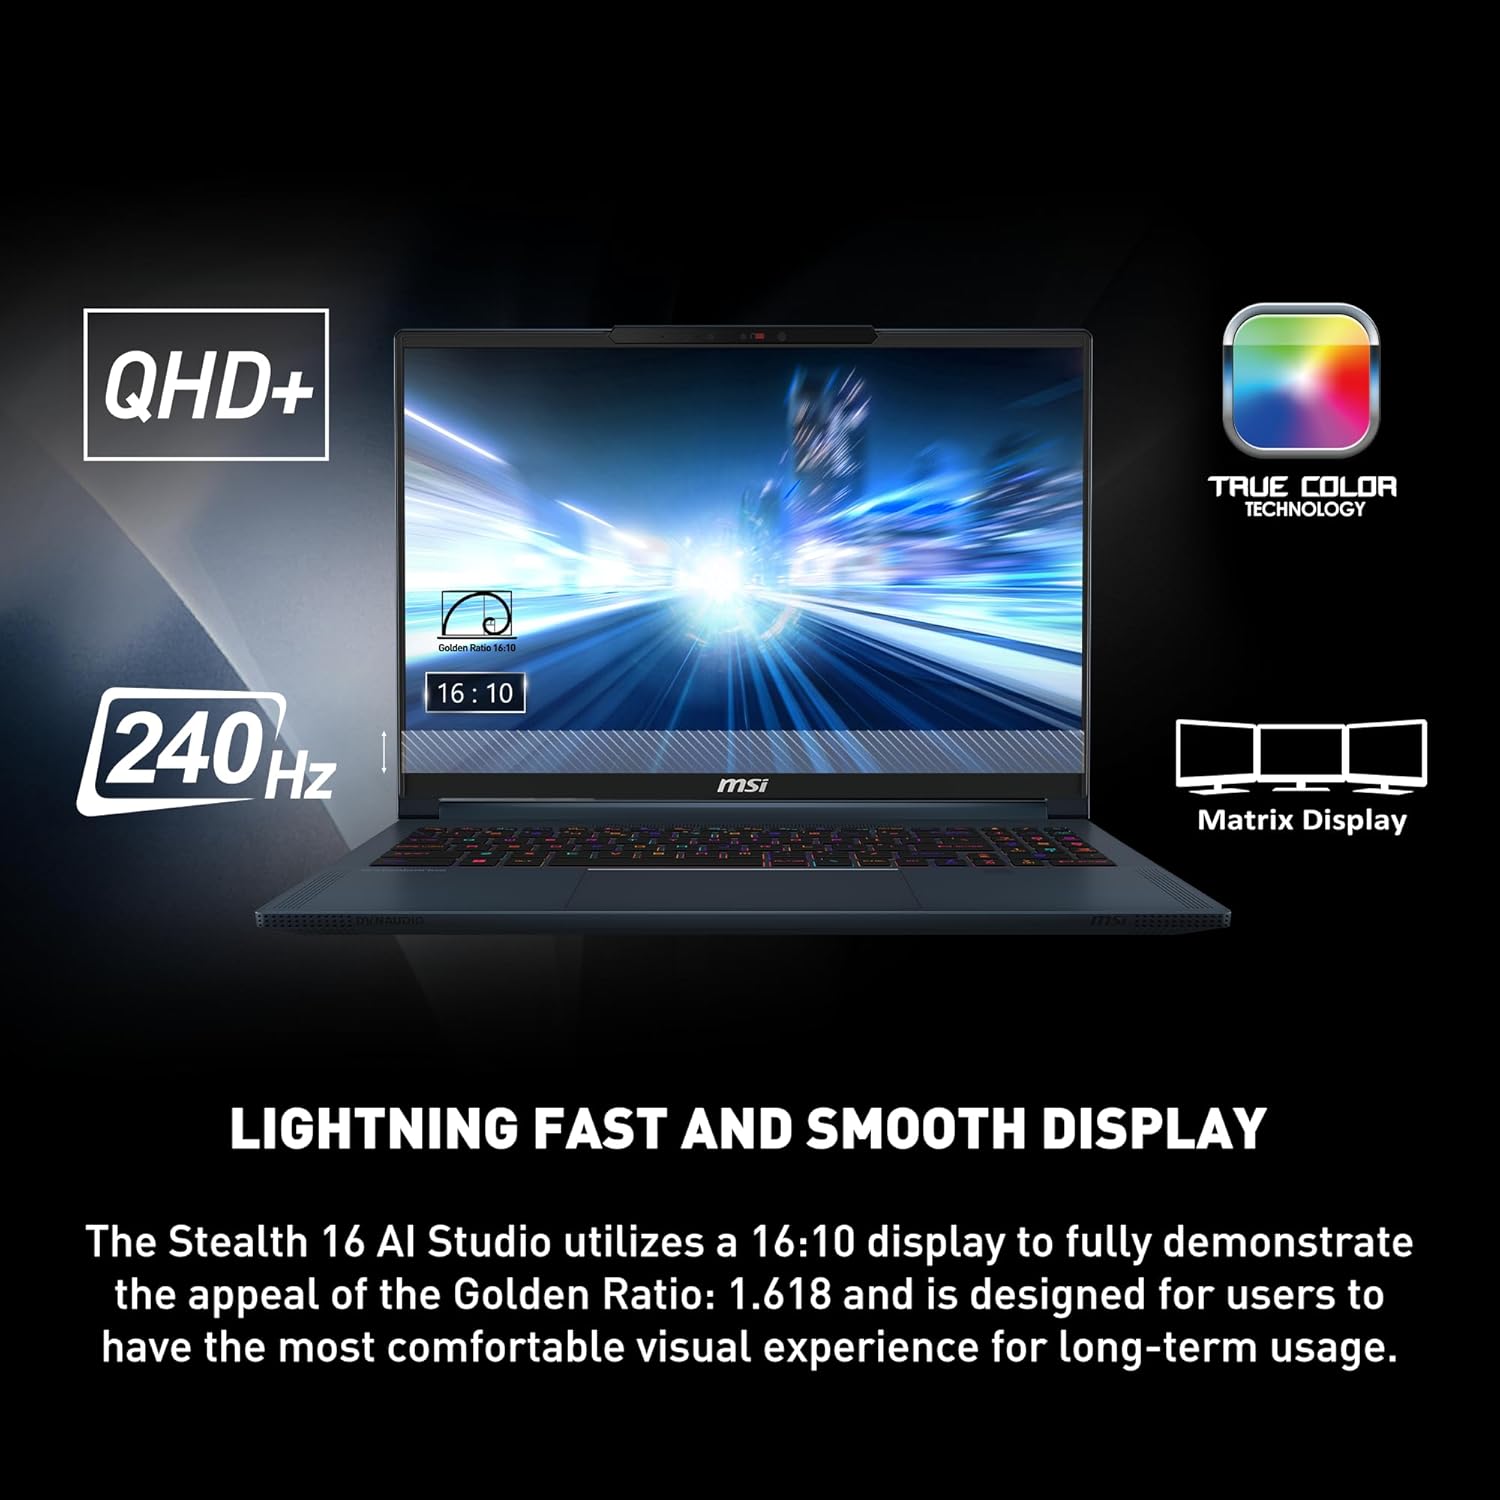 QHD+
TRUE COLOR
TECHNOLOGY
Golden Ratio 16:10
16 : 10
240Hz
msi
Matrix Display
DYNAUDIO
msi
LIGHTNING FAST AND SMOOTH DISPLAY
The Stealth 16 AI Studio utilizes a 16:10 display to fully demonstrate
the appeal of the Golden Ratio: 1.618 and is designed for users to
have the most comfortable visual experience for long-term usage.